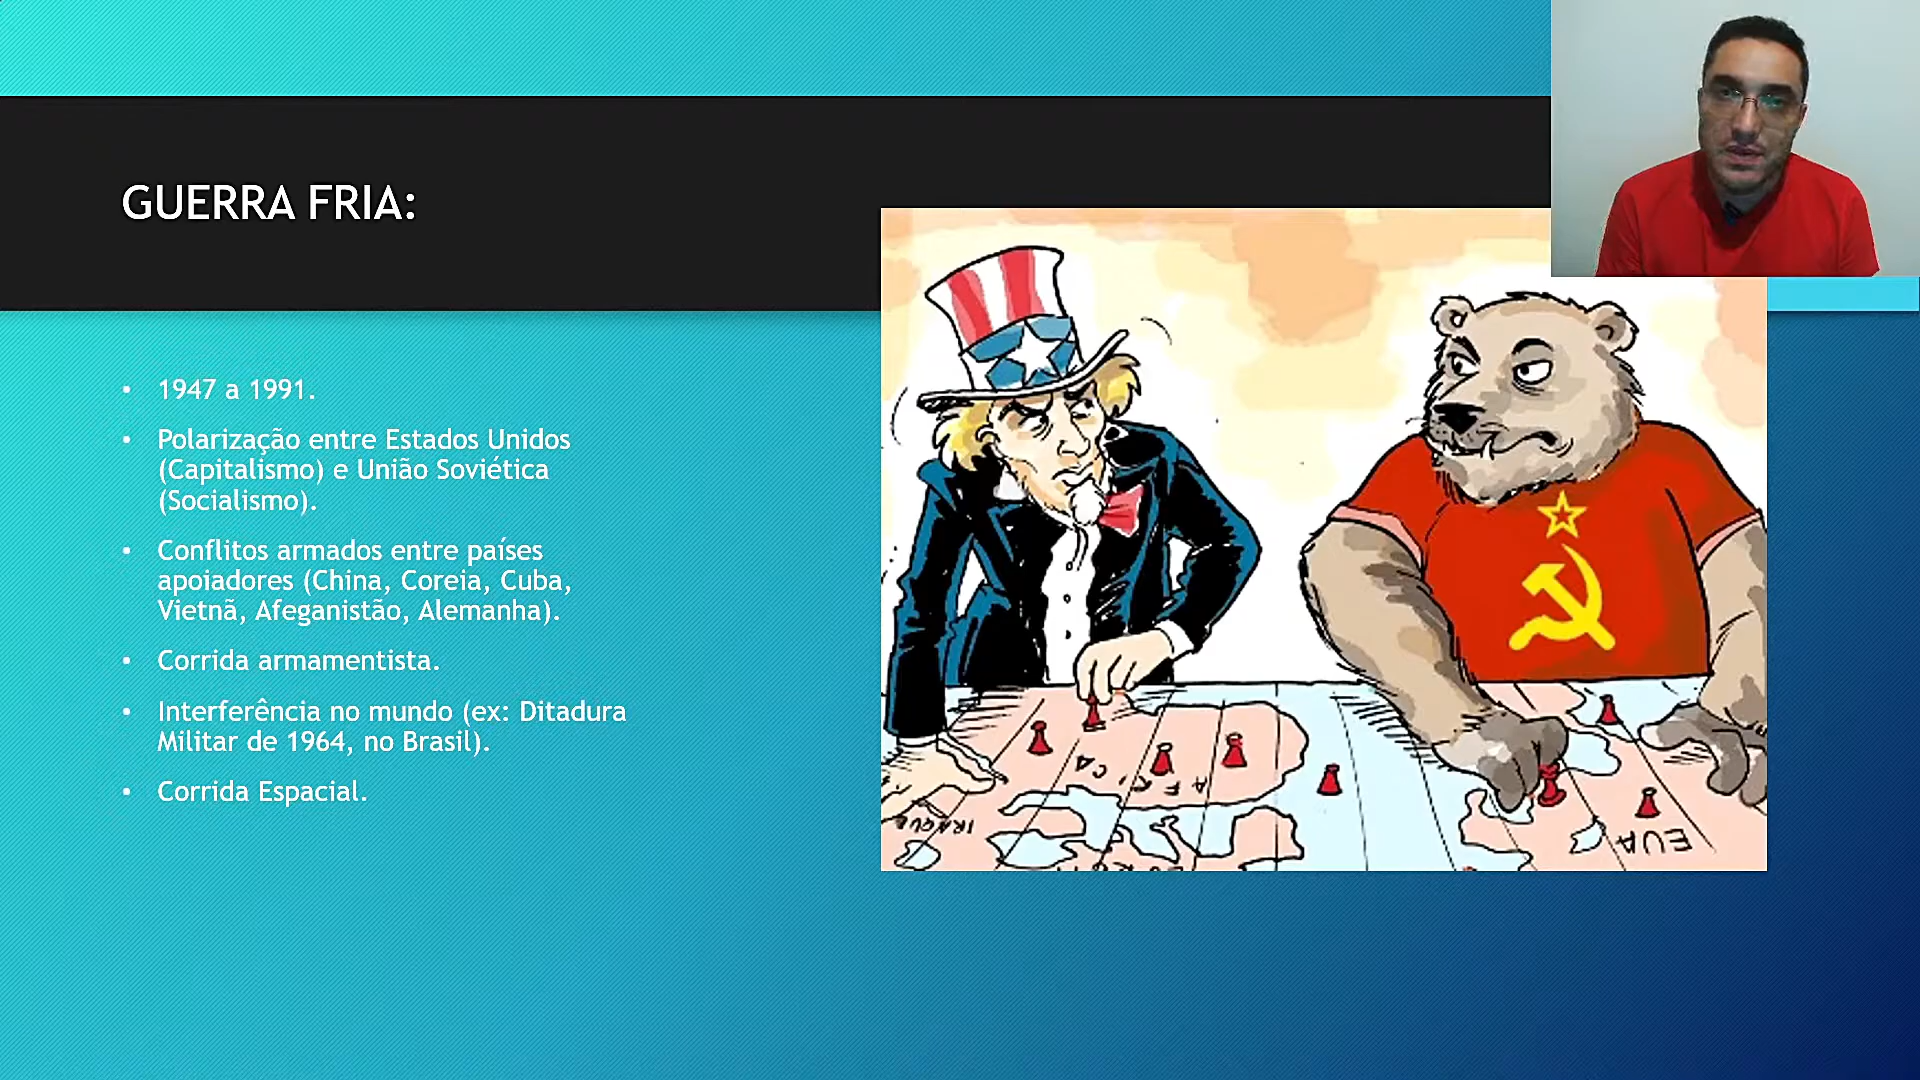 GUERRA FRIA:
1947 a 1991.
Polarização entre Estados Unidos
(Capitalismo) e União Soviética
(Socialismo).
Conflitos armados entre países
apoiadores (China, Coreia, Cuba,
Vietnã, Afeganistão, Alemanha).
Corrida armamentista.
Interferência no mundo (ex: Ditadura
Militar de 1964, no Brasil).
Corrida Espacial.
IRAQUE
EUA